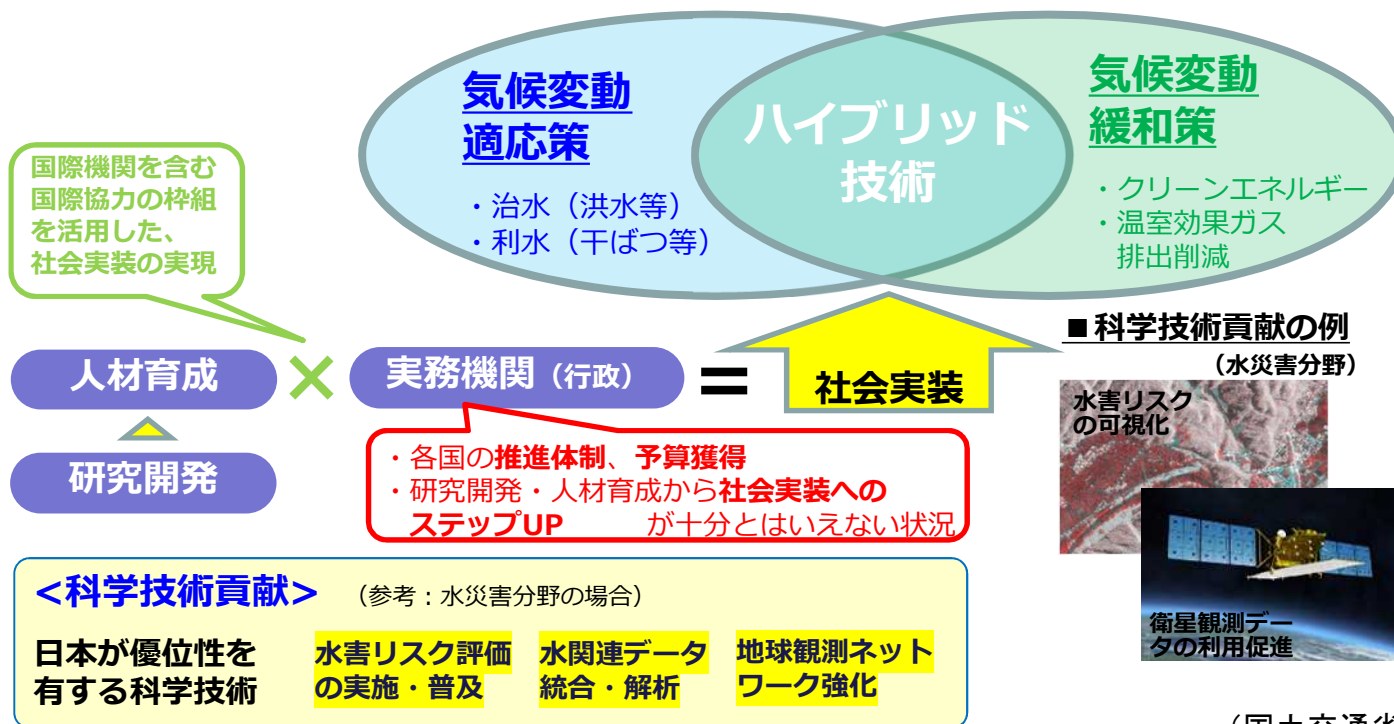 気候変動
適応策
・治水（洪水等）
・利水（干ばつ等）
ハイブリッド
技術
気候変動
緩和策
・クリーンエネルギー
・温室効果ガス
排出削減
国際機関を含む
国際協力の枠組
を活用した、
社会実装の実現
人材育成
×
実務機関（行政）
＝
社会実装
研究開発
・各国の推進体制、予算獲得
・研究開発・人材育成から社会実装への
ステップUP が十分とはいえない状況
■科学技術貢献の例
（水災害分野）
水害リスク
の可視化
衛星観測デー
タの利用促進
<科学技術貢献> （参考：水災害分野の場合）
日本が優位性を
有する科学技術
水害リスク評価
の実施・普及
水関連データ
統合・解析
地球観測ネット
ワーク強化
（国土交通省